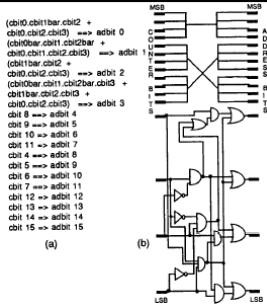 (cbit0.cbit1bar.cbit2 +
cbit0.cbit2.cbit3) ==> adbit 0
(cbit0bar.cbit1.cbit2bar +
cbit0.cbit1.cbit2.cbit3) ==> adbit 1
(cbit1bar.cbit2 +
cbit0.cbit2.cbit3) ==> adbit 2
(cbit0bar.cbit1.cbit2bar.cbit3 +
cbit1bar.cbit2.cbit3 +
cbit0.cbit2.cbit3) ==> adbit 3
cbit 8 ==> adbit 4
cbit 9 ==> adbit 5
cbit 10 ==> adbit 6
cbit 11 ==> adbit 7
cbit 4 ==> adbit 8
cbit 5 ==> adbit 9
cbit 6 ==> adbit 10
cbit 7 ==> adbit 11
cbit 12 => adbit 12
cbit 13 => adbit 13
cbit 14 => adbit 14
cbit 15 => adbit 15
(a)
MSB
MSB
COUNTER BITS
ADDRESS BITS
LSB
LSB
(b)